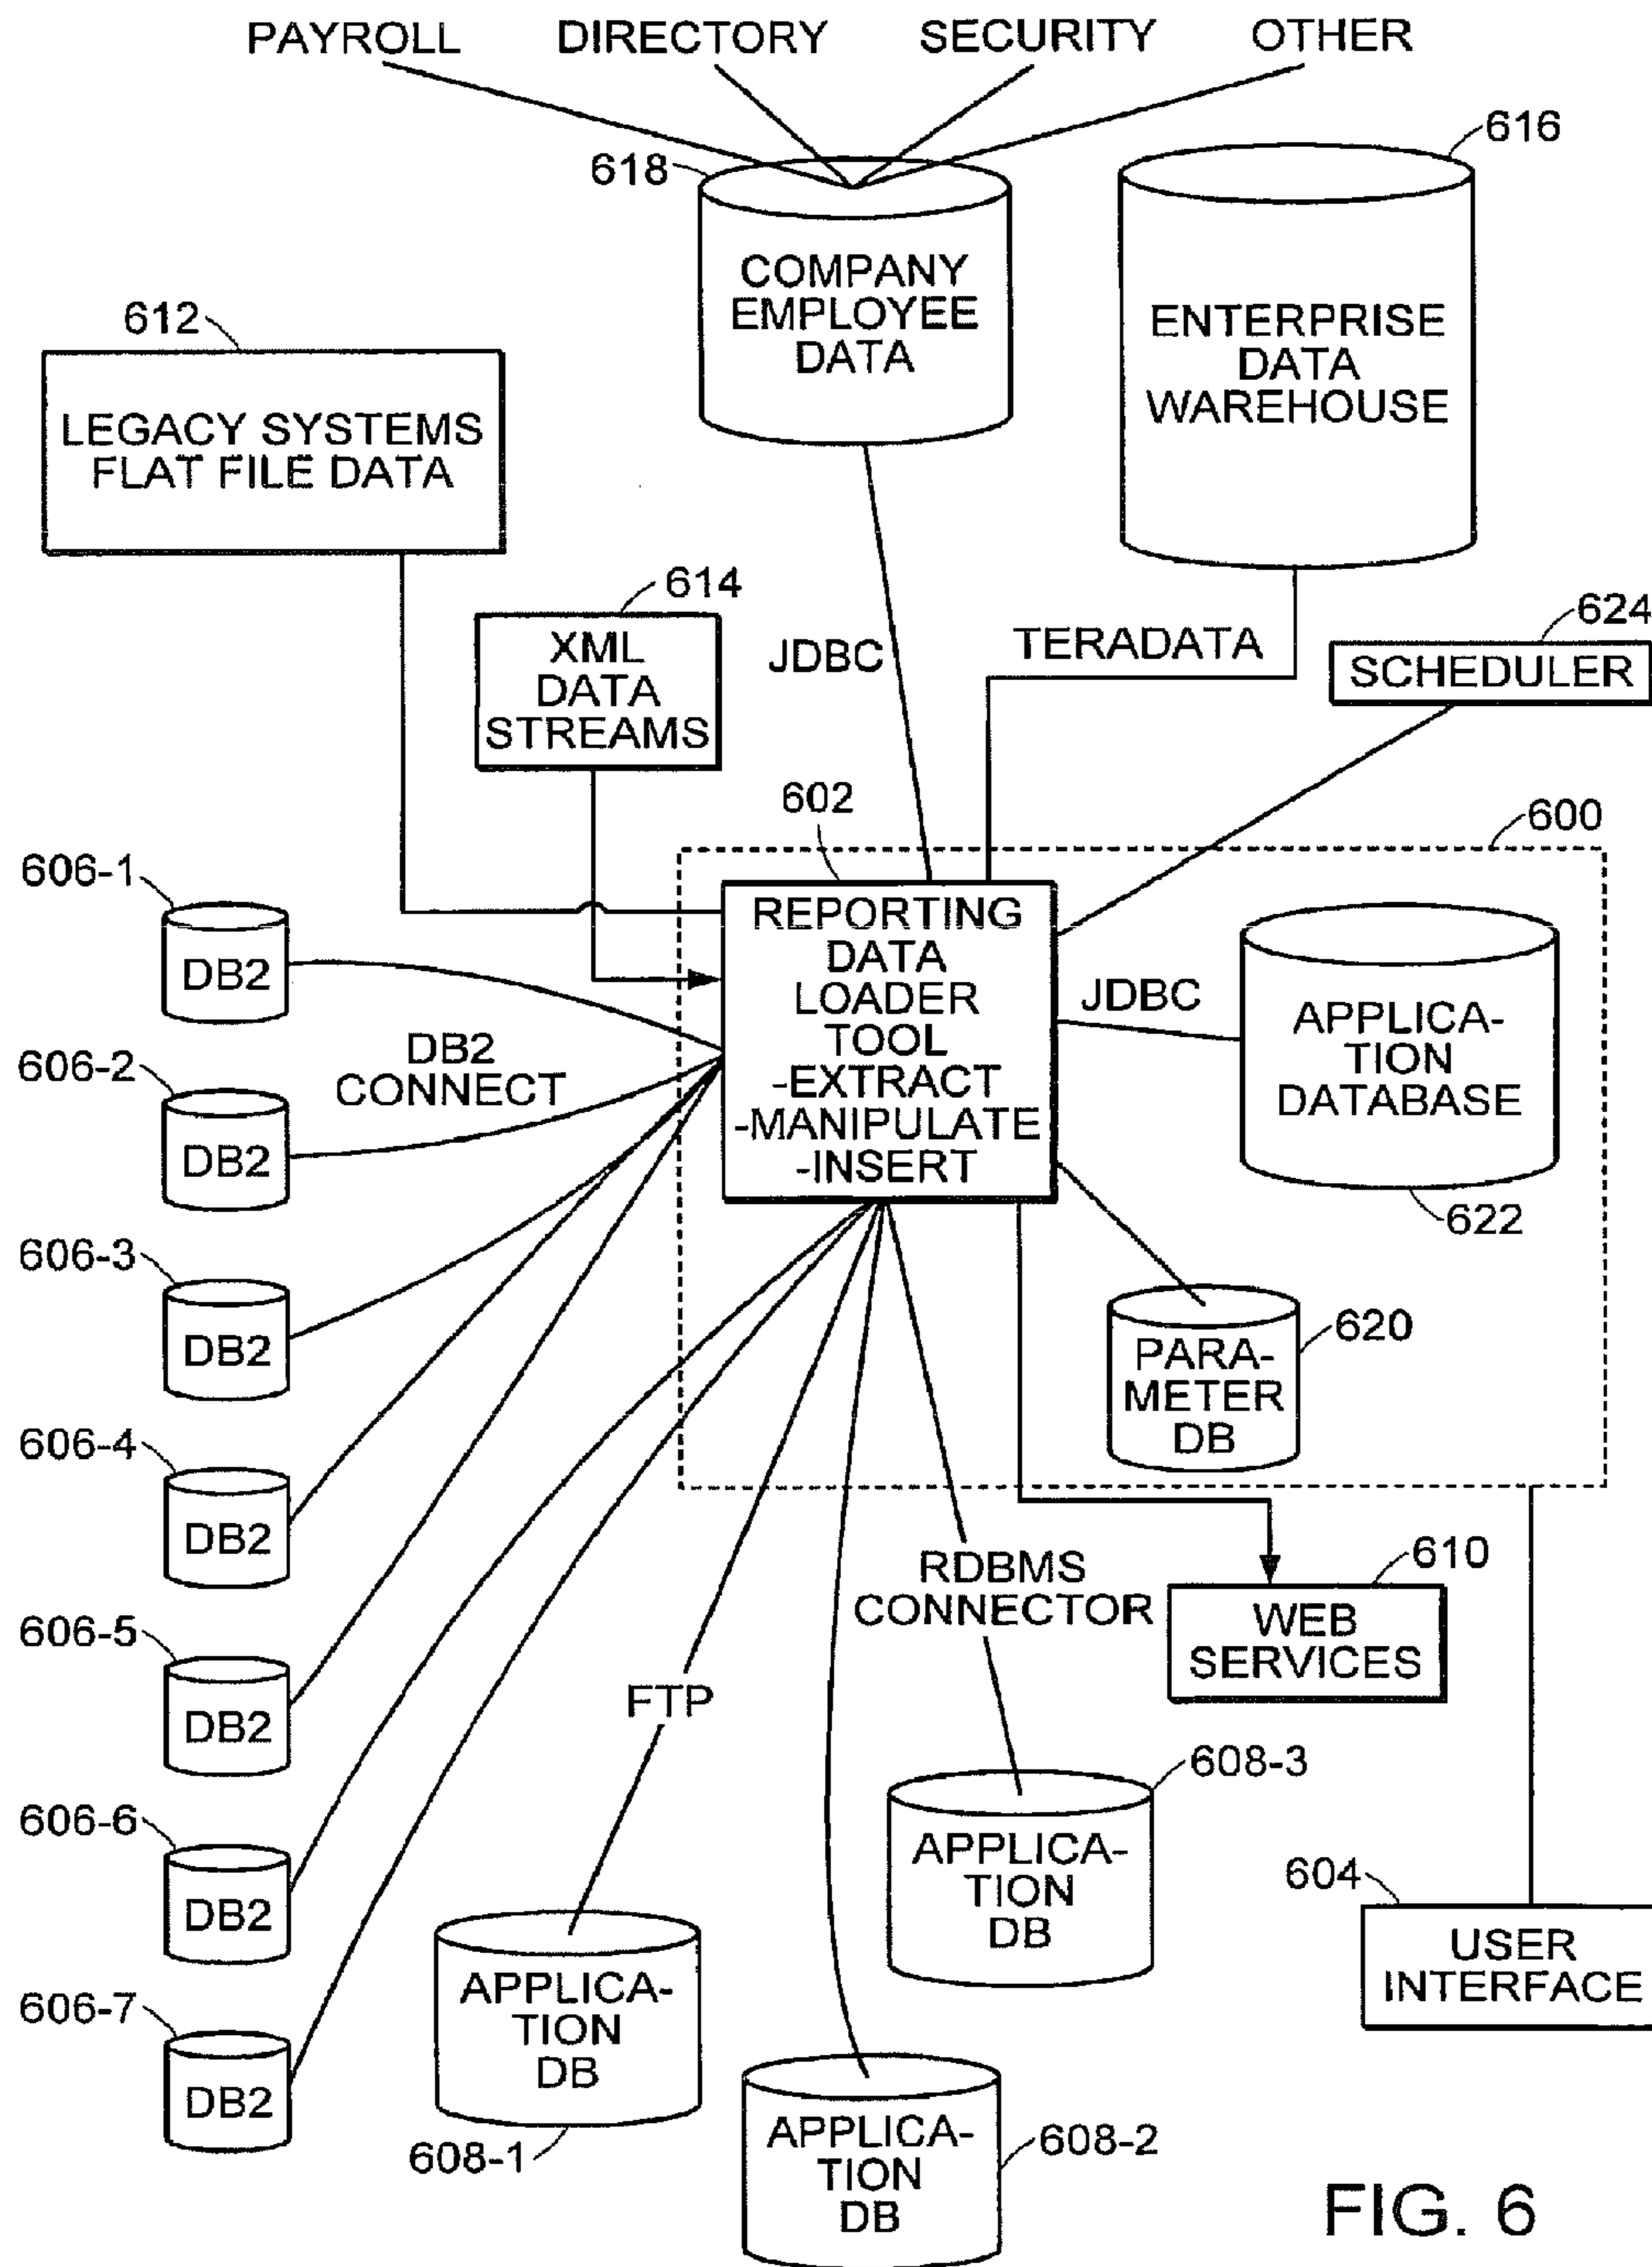 PAYROLL DIRECTORY SECURITY OTHER
618
616
COMPANY
EMPLOYEE
DATA
ENTERPRISE
DATA
WAREHOUSE
612
LEGACY SYSTEMS
FLAT FILE DATA
614
XML
DATA
STREAMS
JDBC
TERADATA
624
SCHEDULER
602
600
REPORTING
DATA
LOADER
TOOL
-EXTRACT
-MANIPULATE
-INSERT
JDBC
APPLICA-
TION
DATABASE
622
606-1
DB2
DB2
CONNECT
606-2
DB2
606-3
DB2
606-4
DB2
606-5
DB2
606-6
DB2
606-7
DB2
PARA-
METER
DB
620
RDBMS
CONNECTOR
610
WEB
SERVICES
FTP
608-3
APPLICA-
TION
DB
604
USER
INTERFACE
APPLICA-
TION
DB
608-1
APPLICA-
TION
DB
608-2
FIG. 6